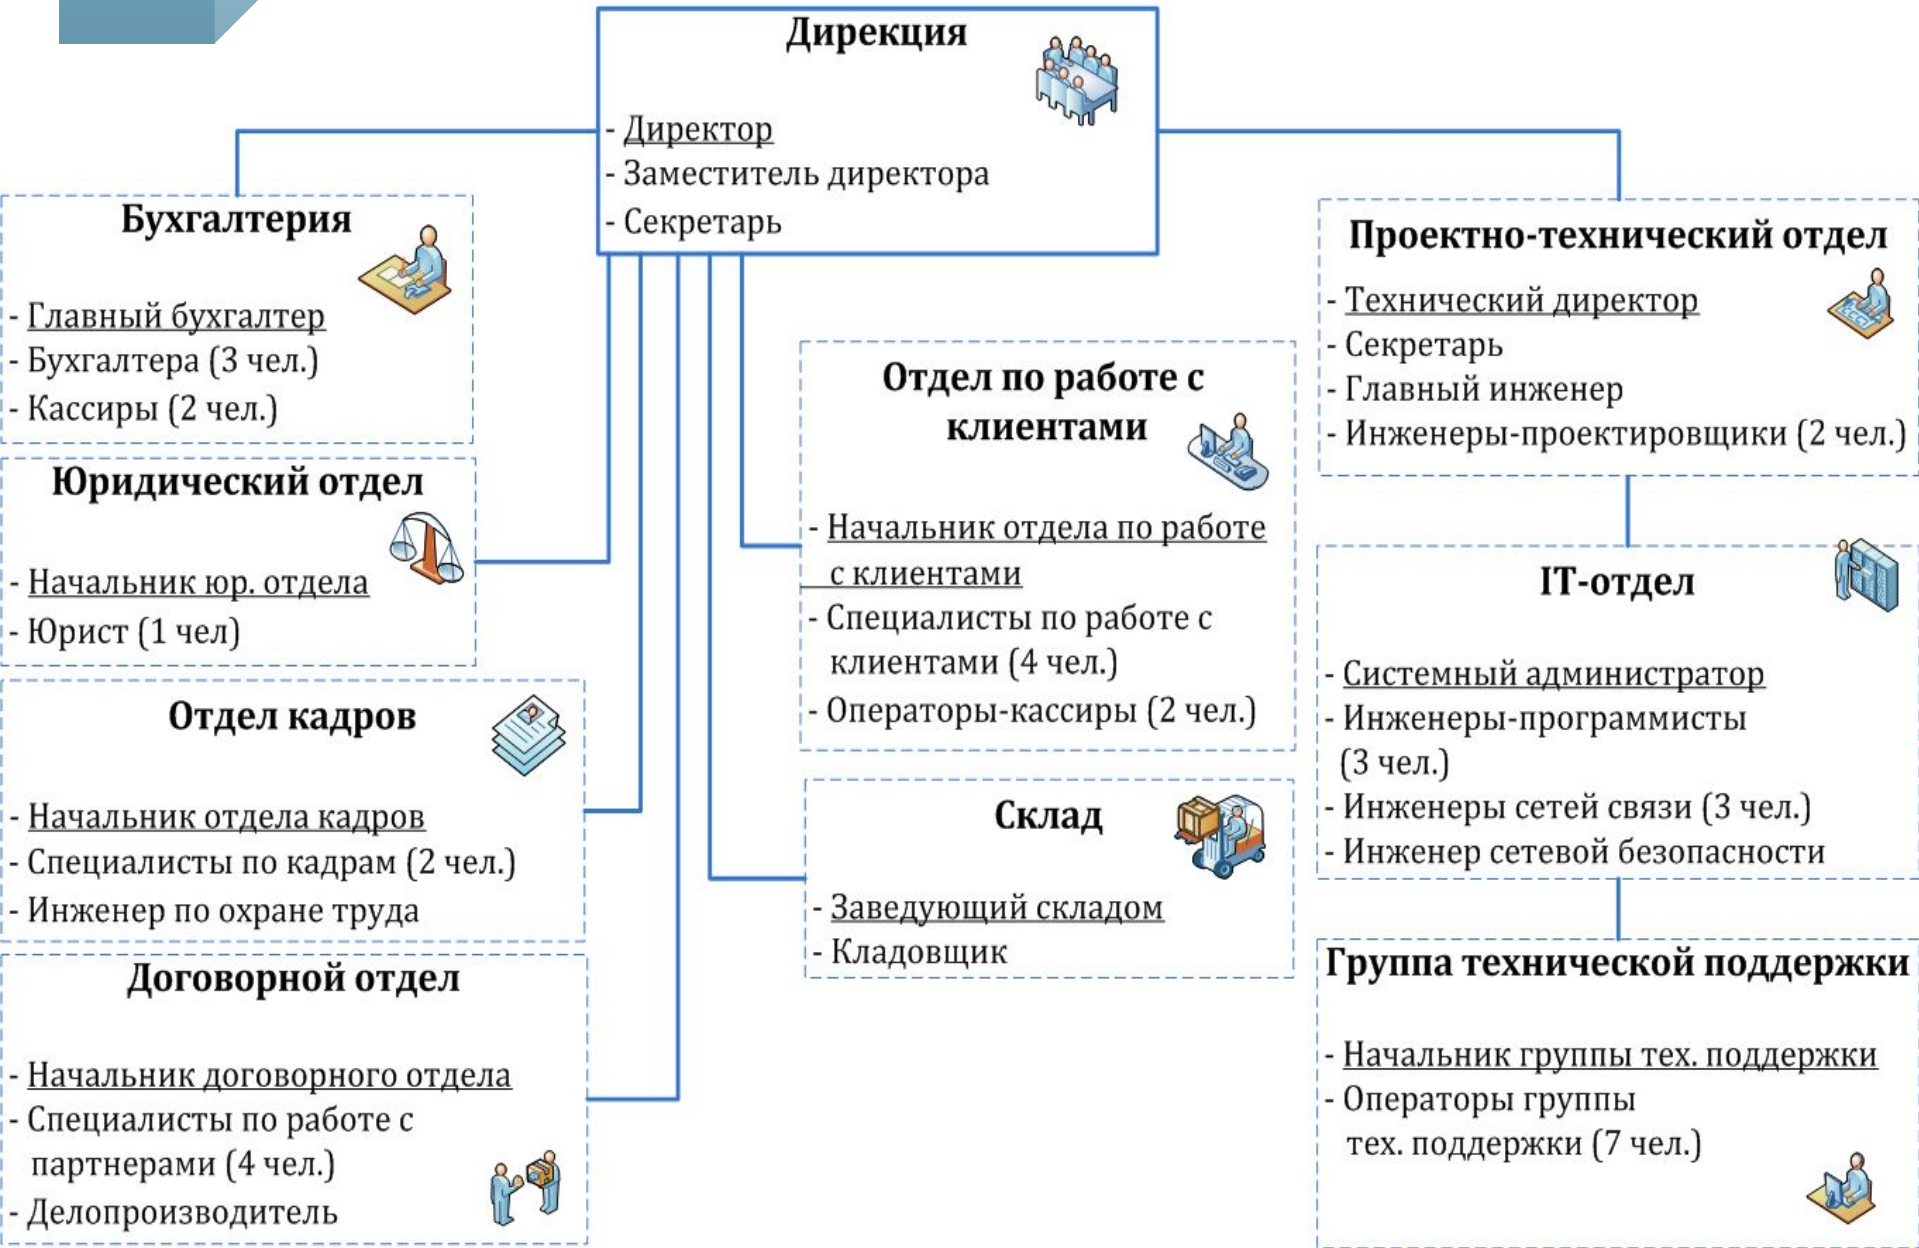 Дирекция
- Директор
- Заместитель директора
- Секретарь
Бухгалтерия
- Главный бухгалтер
- Бухгалтера (3 чел.)
- Кассиры (2 чел.)
Юридический отдел
- Начальник юр. отдела
- Юрист (1 чел)
Отдел кадров
- Начальник отдела кадров
- Специалисты по кадрам (2 чел.)
- Инженер по охране труда
Договорной отдел
- Начальник договорного отдела
- Специалисты по работе с
партнерами (4 чел.)
- Делопроизводитель
Отдел по работе с
клиентами
- Начальник отдела по работе
с клиентами
- Специалисты по работе с
клиентами (4 чел.)
- Операторы-кассиры (2 чел.)
Склад
- Заведующий складом
- Кладовщик
Проектно-технический отдел
- Технический директор
- Секретарь
- Главный инженер
- Инженеры-проектировщики (2 чел.)
IT-отдел
- Системный администратор
- Инженеры-программисты
(3 чел.)
- Инженеры сетей связи (3 чел.)
- Инженер сетевой безопасности
Группа технической поддержки
- Начальник группы тех. поддержки
- Операторы группы
тех. поддержки (7 чел.)